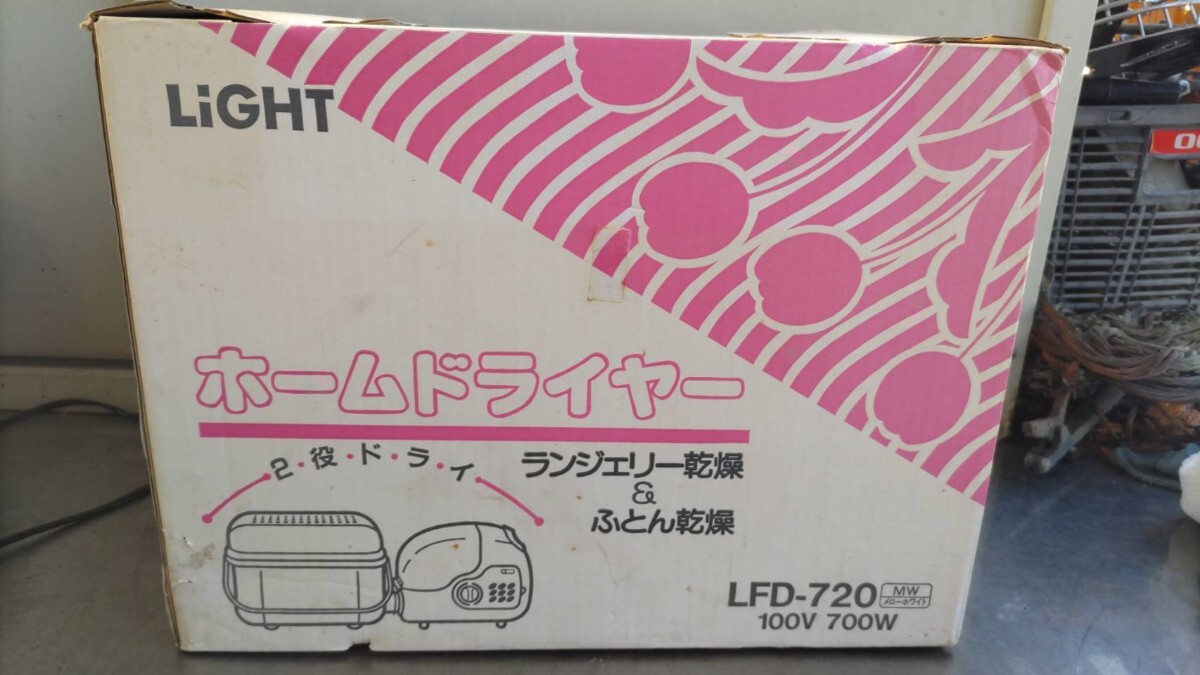 LiGHT
ホームドライヤー
2・役・ド・ラ・イ
ランジェリー乾燥
&
ふとん乾燥
LFD-720
MW
メローホワイト
100V 700W